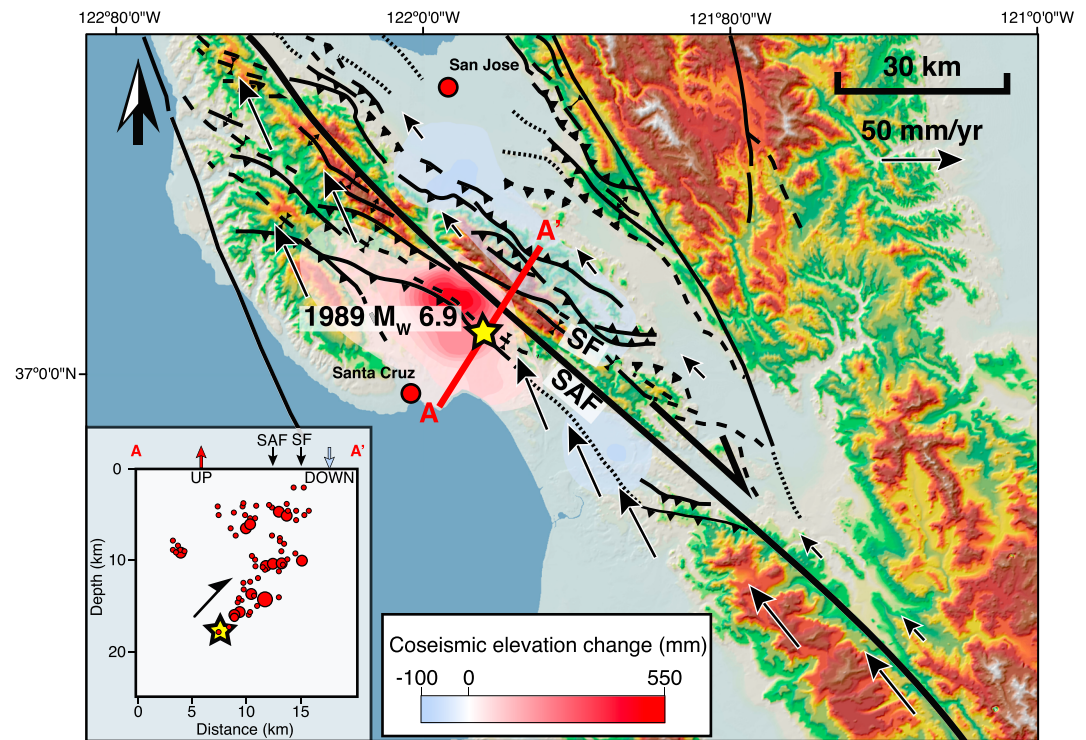 122°80'0"W 122°0'0"W 121°80'0"W 121°0'0"W
San Jose
30 km
50 mm/yr
A'
1989 Mw 6.9
SF
SAF
37°0'0"N
Santa Cruz
A
A SAF SF A'
UP DOWN
0
10
20
Depth (km)
0 5 10 15
Distance (km)
Coseismic elevation change (mm)
-100 0 550